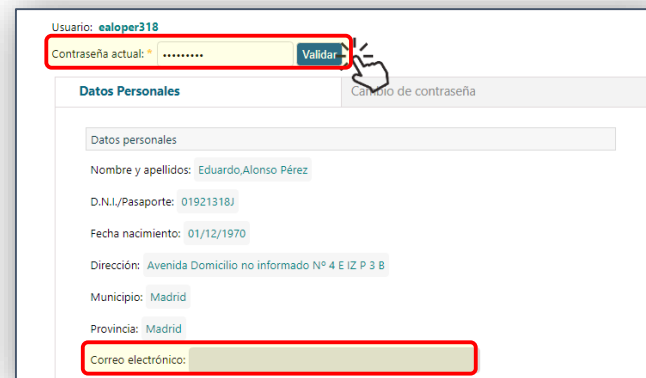 Usuario: ealoper318
Contraseña actual: * ••••••••• Validar
Datos Personales Cambio de contraseña
Datos personales
Nombre y apellidos: Eduardo,Alonso Pérez
D.N.I./Pasaporte: 01921318J
Fecha nacimiento: 01/12/1970
Dirección: Avenida Domicilio no informado Nº 4 E IZ P 3 B
Municipio: Madrid
Provincia: Madrid
Correo electrónico: